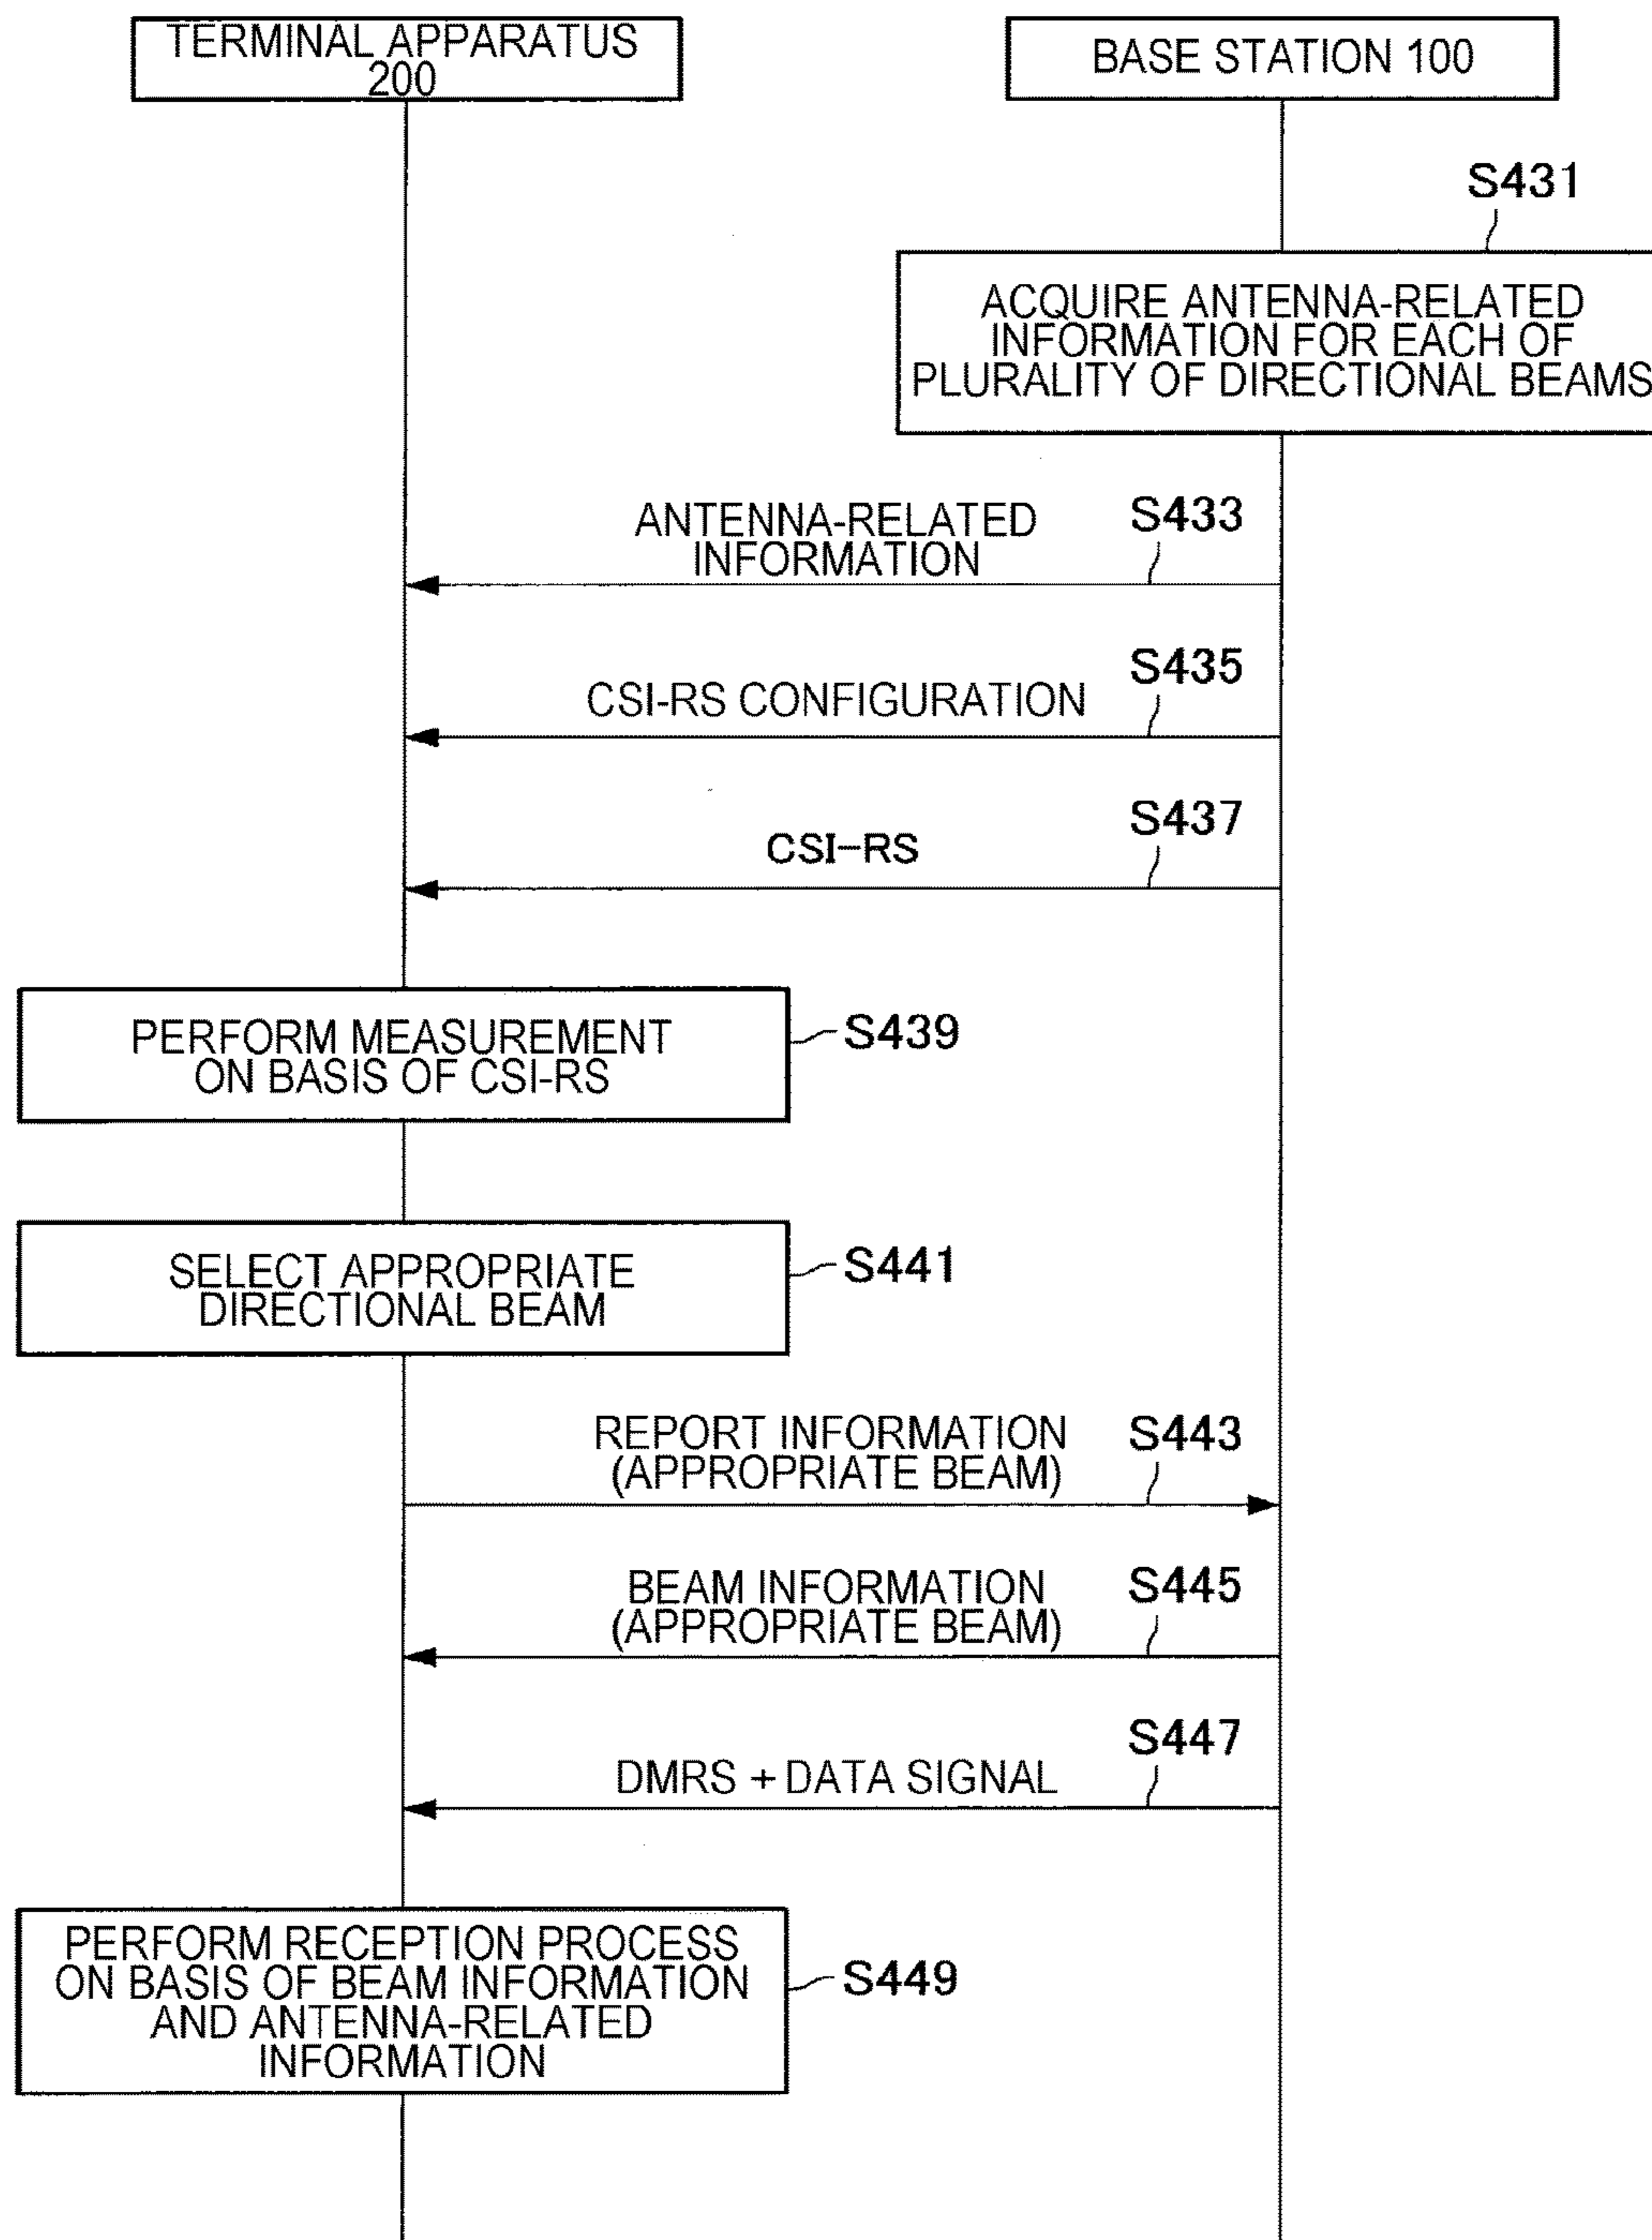 TERMINAL APPARATUS
200
BASE STATION 100
S431
ACQUIRE ANTENNA-RELATED
INFORMATION FOR EACH OF
PLURALITY OF DIRECTIONAL BEAMS
ANTENNA-RELATED
INFORMATION
S433
CSI-RS CONFIGURATION
S435
CSI-RS
S437
PERFORM MEASUREMENT
ON BASIS OF CSI-RS
S439
SELECT APPROPRIATE
DIRECTIONAL BEAM
S441
REPORT INFORMATION
(APPROPRIATE BEAM)
S443
BEAM INFORMATION
(APPROPRIATE BEAM)
S445
DMRS + DATA SIGNAL
S447
PERFORM RECEPTION PROCESS
ON BASIS OF BEAM INFORMATION
AND ANTENNA-RELATED
INFORMATION
S449